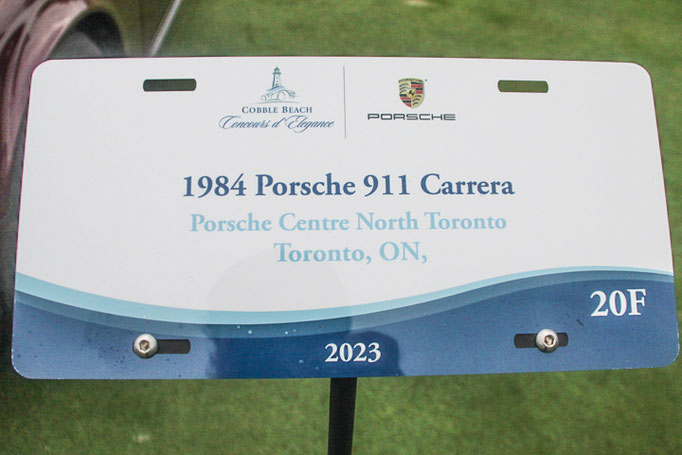 COBBLE BEACH
Concours d'Elegance
PORSCHE
1984 Porsche 911 Carrera
Porsche Centre North Toronto
Toronto, ON,
20F
2023